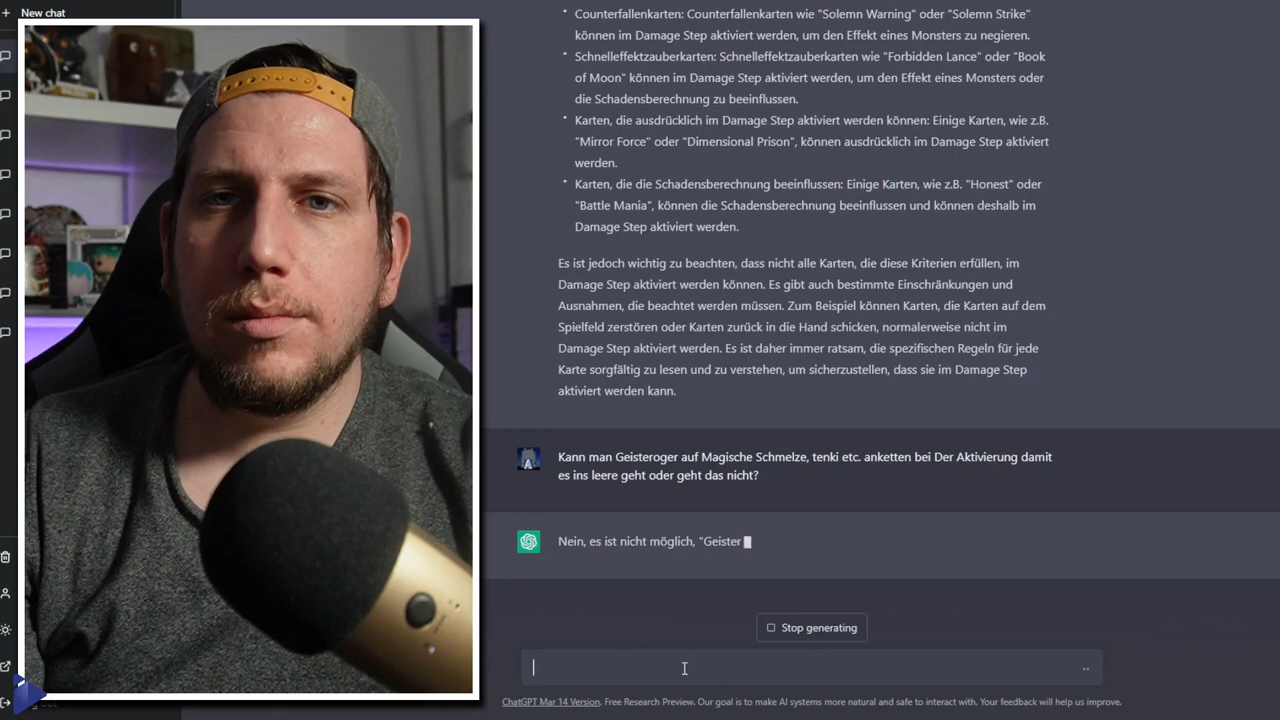 New chat
Counterfallenkarten: Counterfallenkarten wie "Solemn Warning" oder "Solemn Strike"
können im Damage Step aktiviert werden, um den Effekt eines Monsters zu negieren.
Schnelleffektzauberkarten: Schnelleffektzauberkarten wie "Forbidden Lance" oder "Book
of Moon" können im Damage Step aktiviert werden, um den Effekt eines Monsters oder
die Schadensberechnung zu beeinflussen.
Karten, die ausdrücklich im Damage Step aktiviert werden können: Einige Karten, wie z.B.
"Mirror Force" oder "Dimensional Prison", können ausdrücklich im Damage Step aktiviert
werden.
Karten, die die Schadensberechnung beeinflussen: Einige Karten, wie z.B. "Honest" oder
"Battle Mania", können die Schadensberechnung beeinflussen und können deshalb im
Damage Step aktiviert werden.
Es ist jedoch wichtig zu beachten, dass nicht alle Karten, die diese Kriterien erfüllen, im
Damage Step aktiviert werden können. Es gibt auch bestimmte Einschränkungen und
Ausnahmen, die beachtet werden müssen. Zum Beispiel können Karten, die Karten auf dem
Spielfeld zerstören oder Karten zurück in die Hand schicken, normalerweise nicht im
Damage Step aktiviert werden. Es ist daher immer ratsam, die spezifischen Regeln für jede
Karte sorgfältig zu lesen und zu verstehen, um sicherzustellen, dass sie im Damage Step
aktiviert werden kann.
Kann man Geisteroger auf Magische Schmelze, tenki etc. anketten bei Der Aktivierung damit
es ins leere geht oder geht das nicht?
Nein, es ist nicht möglich, "Geister
Stop generating
ChatGPT Mar 14 Version. Free Research Preview. Our goal is to make AI systems more natural and safe to interact with. Your feedback will help us improve.